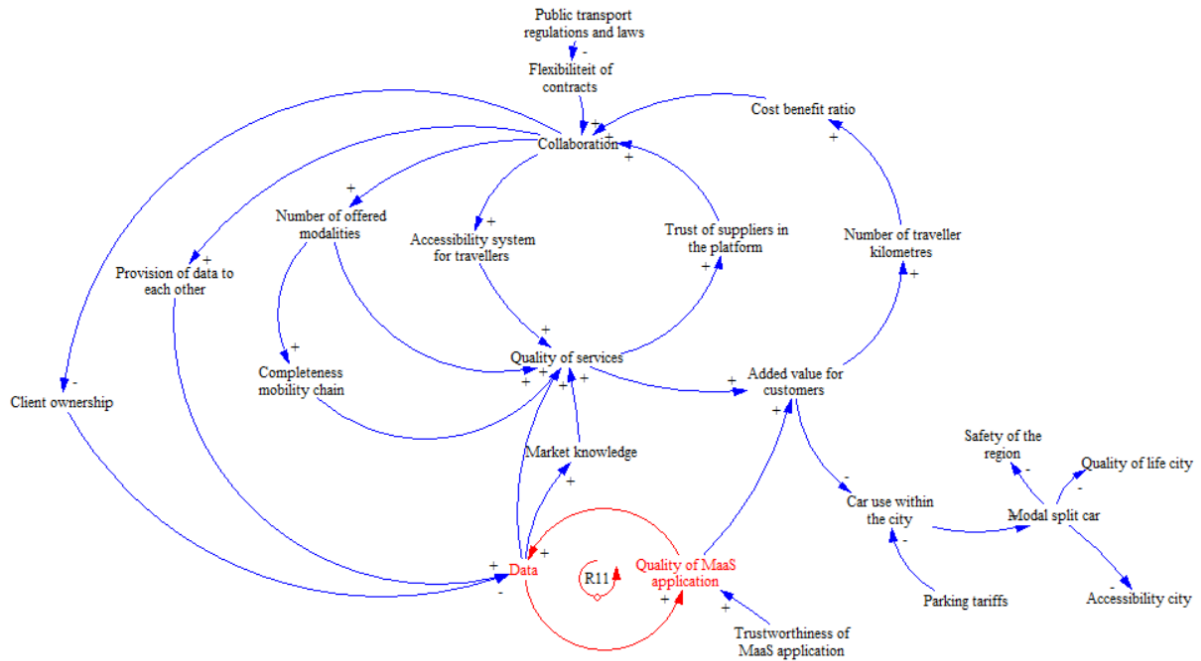 Public transport
regulations and laws
-
Flexibiliteit of
contracts
Cost benefit ratio
+
+
+
Collaboration
+
+
+
Number of offered
modalities
+
Accessibility system
for travellers
Trust of suppliers in
the platform
Number of traveller
kilometres
+
Provision of data to
each other
+
+
+
+
Quality of services
Completeness
mobility chain
+
+
+
+
+
Added value for
customers
-
Client ownership
+
Market knowledge
+
Safety of the
region
-
Quality of life city
-
-
Car use within
the city
-
Modal split car
-
+
Data
-
+
R11
Quality of MaaS
application
+
+
Trustworthiness of
MaaS application
Parking tariffs
-
Accessibility city